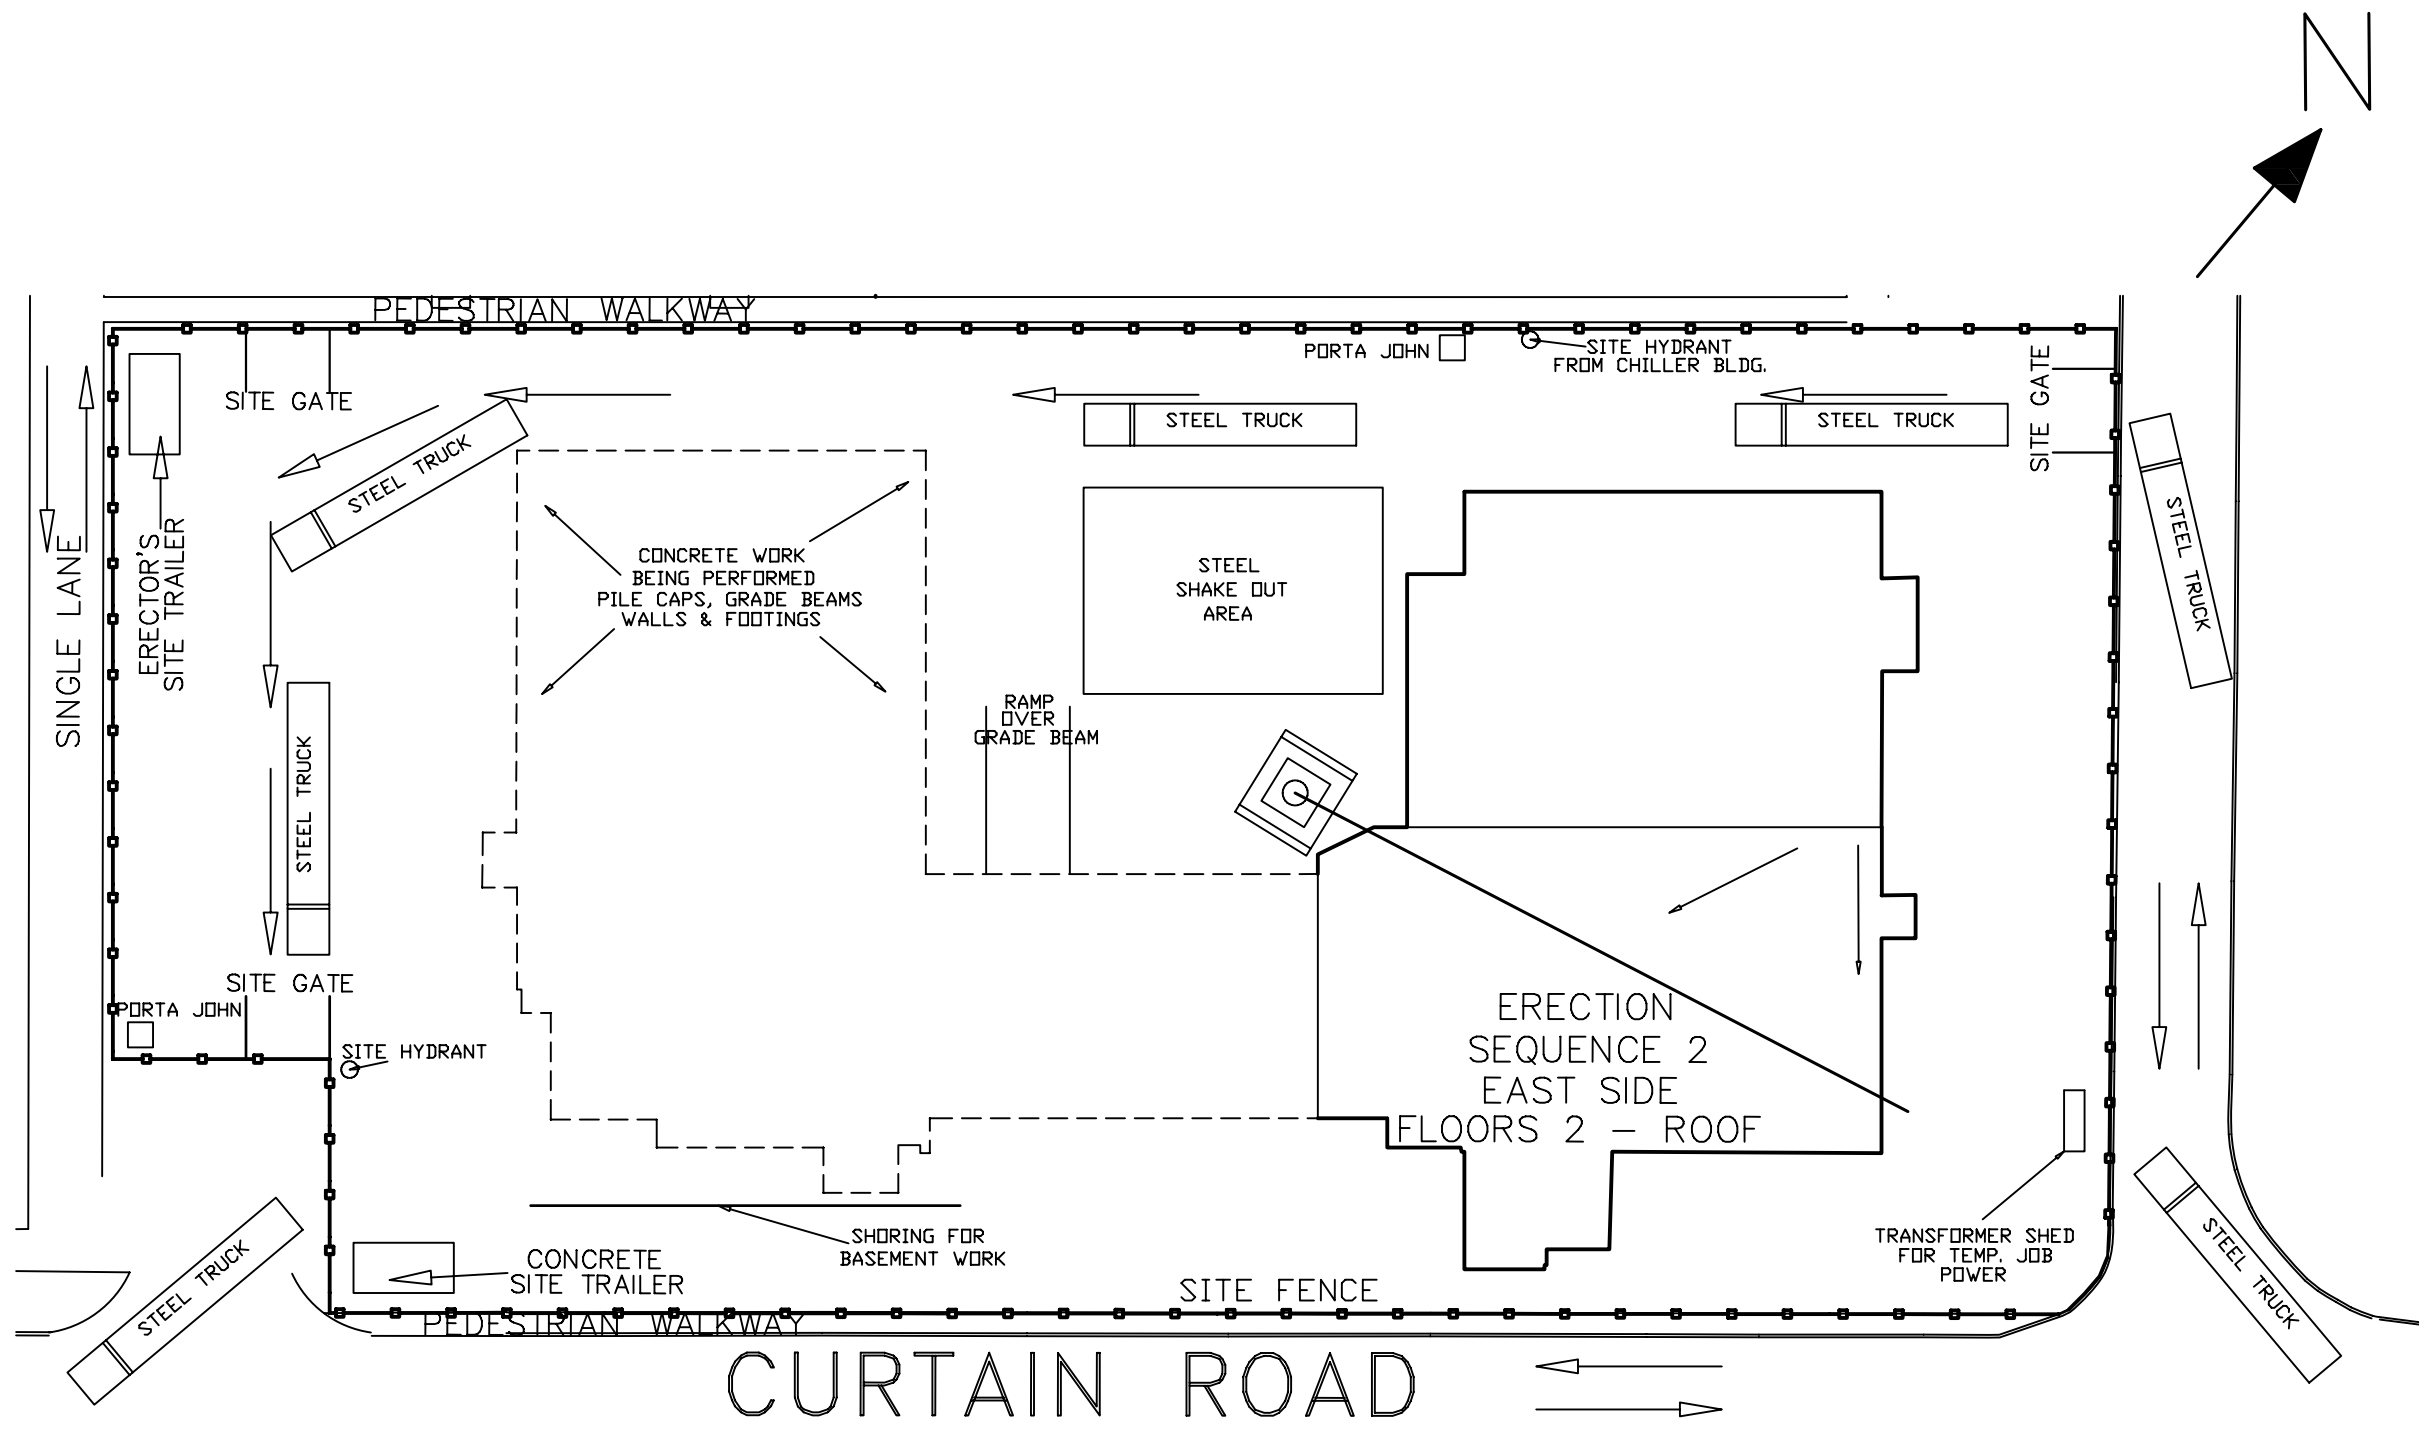 N
PEDESTRIAN WALKWAY
PORTA JOHN
SITE HYDRANT
FROM CHILLER BLDG.
SITE GATE
SITE GATE
STEEL TRUCK
STEEL TRUCK
STEEL TRUCK
STEEL TRUCK
SINGLE LANE
ERECTOR'S
SITE TRAILER
CONCRETE WORK
BEING PERFORMED
PILE CAPS, GRADE BEAMS
WALLS & FOOTINGS
STEEL
SHAKE OUT
AREA
RAMP
OVER
GRADE BEAM
STEEL TRUCK
SITE GATE
PORTA JOHN
SITE HYDRANT
ERECTION
SEQUENCE 2
EAST SIDE
FLOORS 2 - ROOF
STEEL TRUCK
CONCRETE
SITE TRAILER
SHORING FOR
BASEMENT WORK
SITE FENCE
TRANSFORMER SHED
FOR TEMP. JOB
POWER
STEEL TRUCK
PEDESTRIAN WALKWAY
CURTAIN ROAD